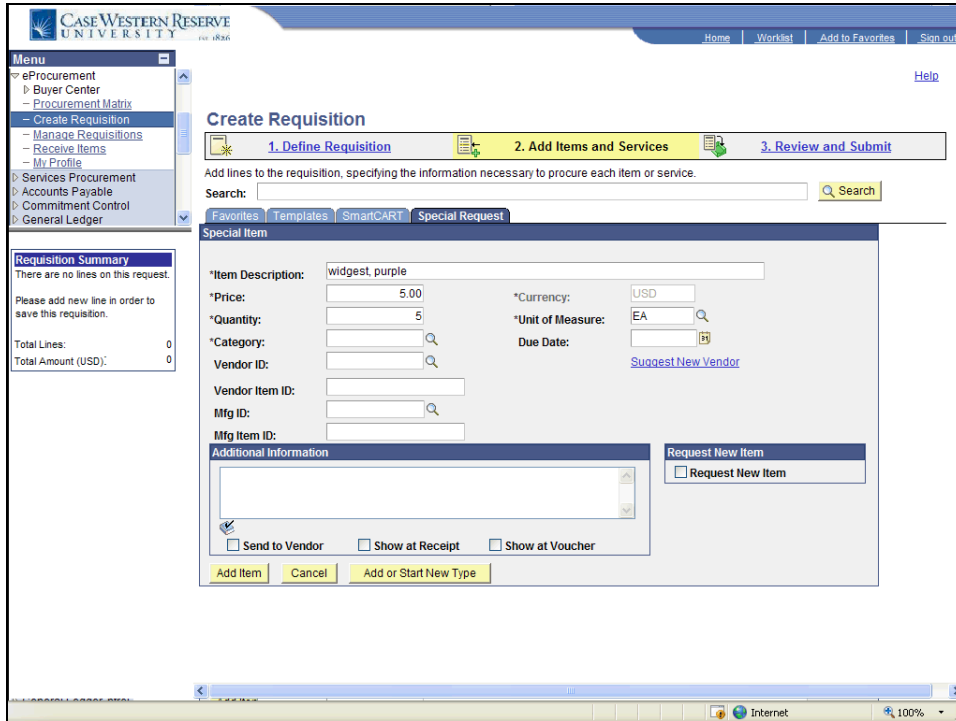 CASE WESTERN RESERVE
UNIVERSITY EST 1826
Home Worklist Add to Favorites Sign out
Menu
eProcurement
Buyer Center
Procurement Matrix
Create Requisition
Manage Requisitions
Receive Items
My Profile
Services Procurement
Accounts Payable
Commitment Control
General Ledger
Requisition Summary
There are no lines on this request.
Please add new line in order to
save this requisition.
Total Lines: 0
Total Amount (USD): 0
Help
Create Requisition
1. Define Requisition 2. Add Items and Services 3. Review and Submit
Add lines to the requisition, specifying the information necessary to procure each item or service.
Search: Search
Favorites Templates SmartCART Special Request
Special Item
*Item Description: widgest, purple
*Price: 5.00 *Currency: USD
*Quantity: 5 *Unit of Measure: EA
*Category: Due Date: 31
Vendor ID: Suggest New Vendor
Vendor Item ID:
Mfg ID:
Mfg Item ID:
Additional Information Request New Item
Request New Item
Send to Vendor Show at Receipt Show at Voucher
Add Item Cancel Add or Start New Type
Internet 100%